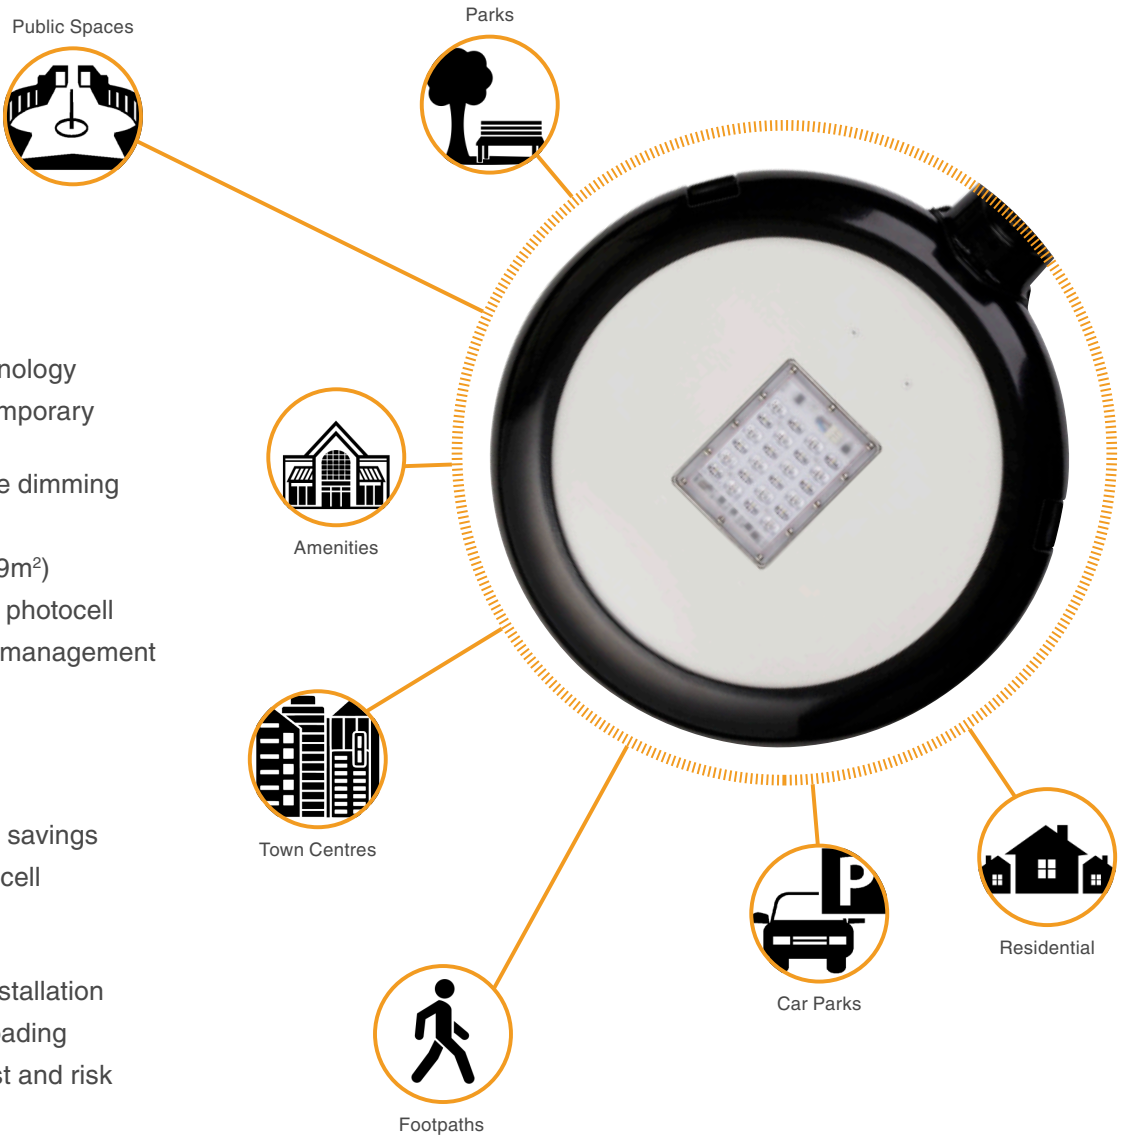 Public Spaces
Parks
nology
mporary
e dimming
9m²)
photocell
management
savings
cell
stallation
ading
st and risk
Amenities
Town Centres
Footpaths
Car Parks
Residential
P